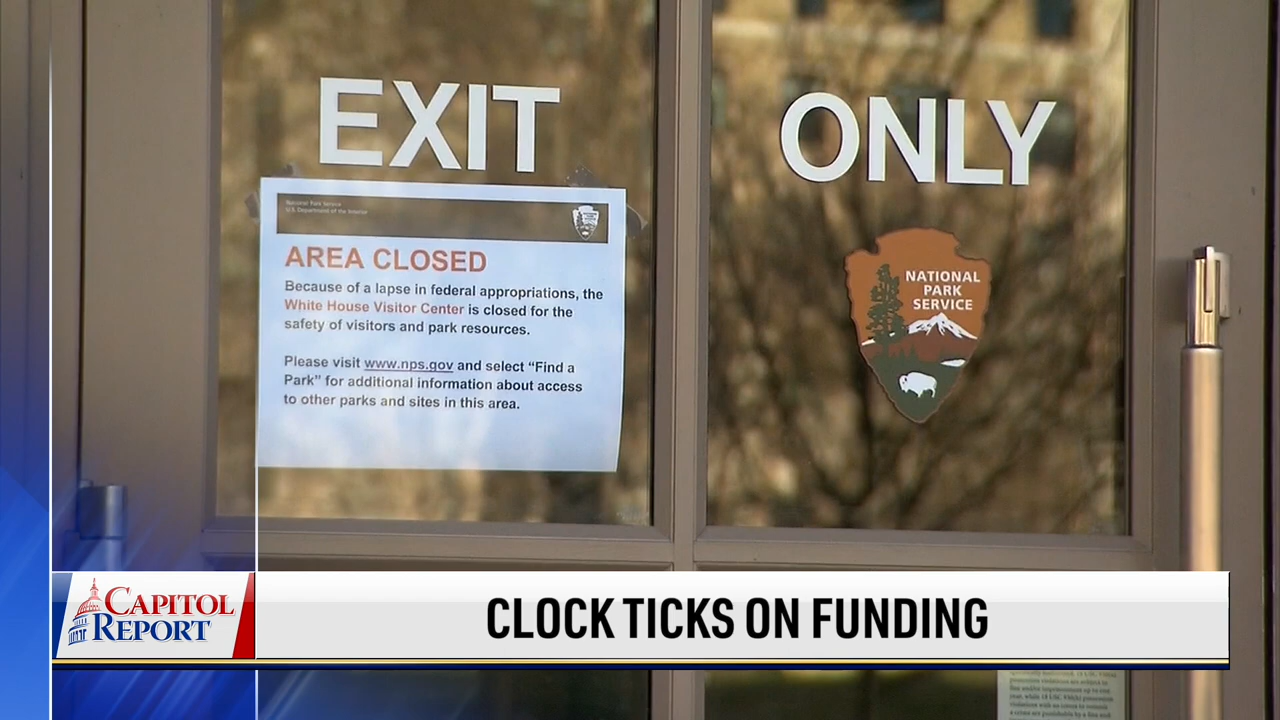 EXIT ONLY
National Park Service
U.S. Department of the Interior
AREA CLOSED
Because of a lapse in federal appropriations, the
White House Visitor Center is closed for the
safety of visitors and park resources.
Please visit www.nps.gov and select “Find a
Park” for additional information about access
to other parks and sites in this area.
NATIONAL
PARK
SERVICE
CAPITOL
REPORT
CLOCK TICKS ON FUNDING